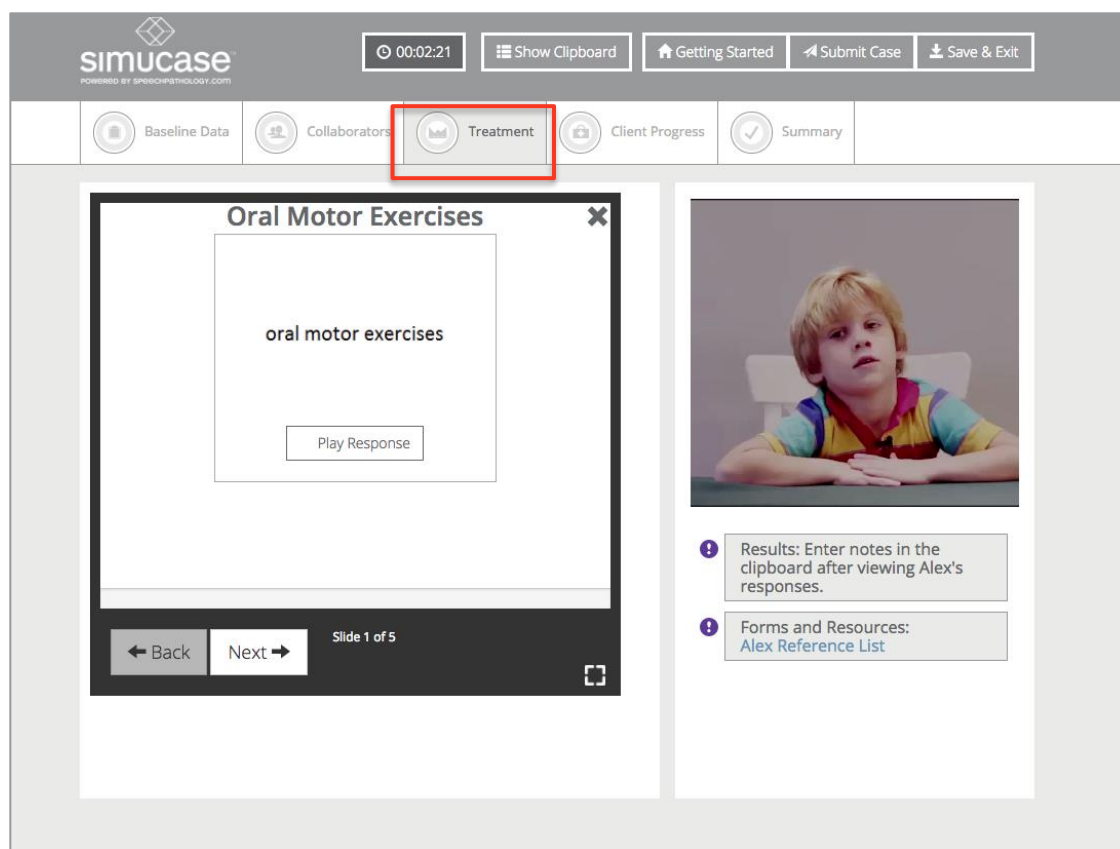 simucase
POWERED BY SPEECHPATHOLOGY.COM
00:02:21
Show Clipboard
Getting Started
Submit Case
Save & Exit
Baseline Data
Collaborators
Treatment
Client Progress
Summary
Oral Motor Exercises
oral motor exercises
Play Response
Back
Next
Slide 1 of 5
Results: Enter notes in the
clipboard after viewing Alex's
responses.
Forms and Resources:
Alex Reference List